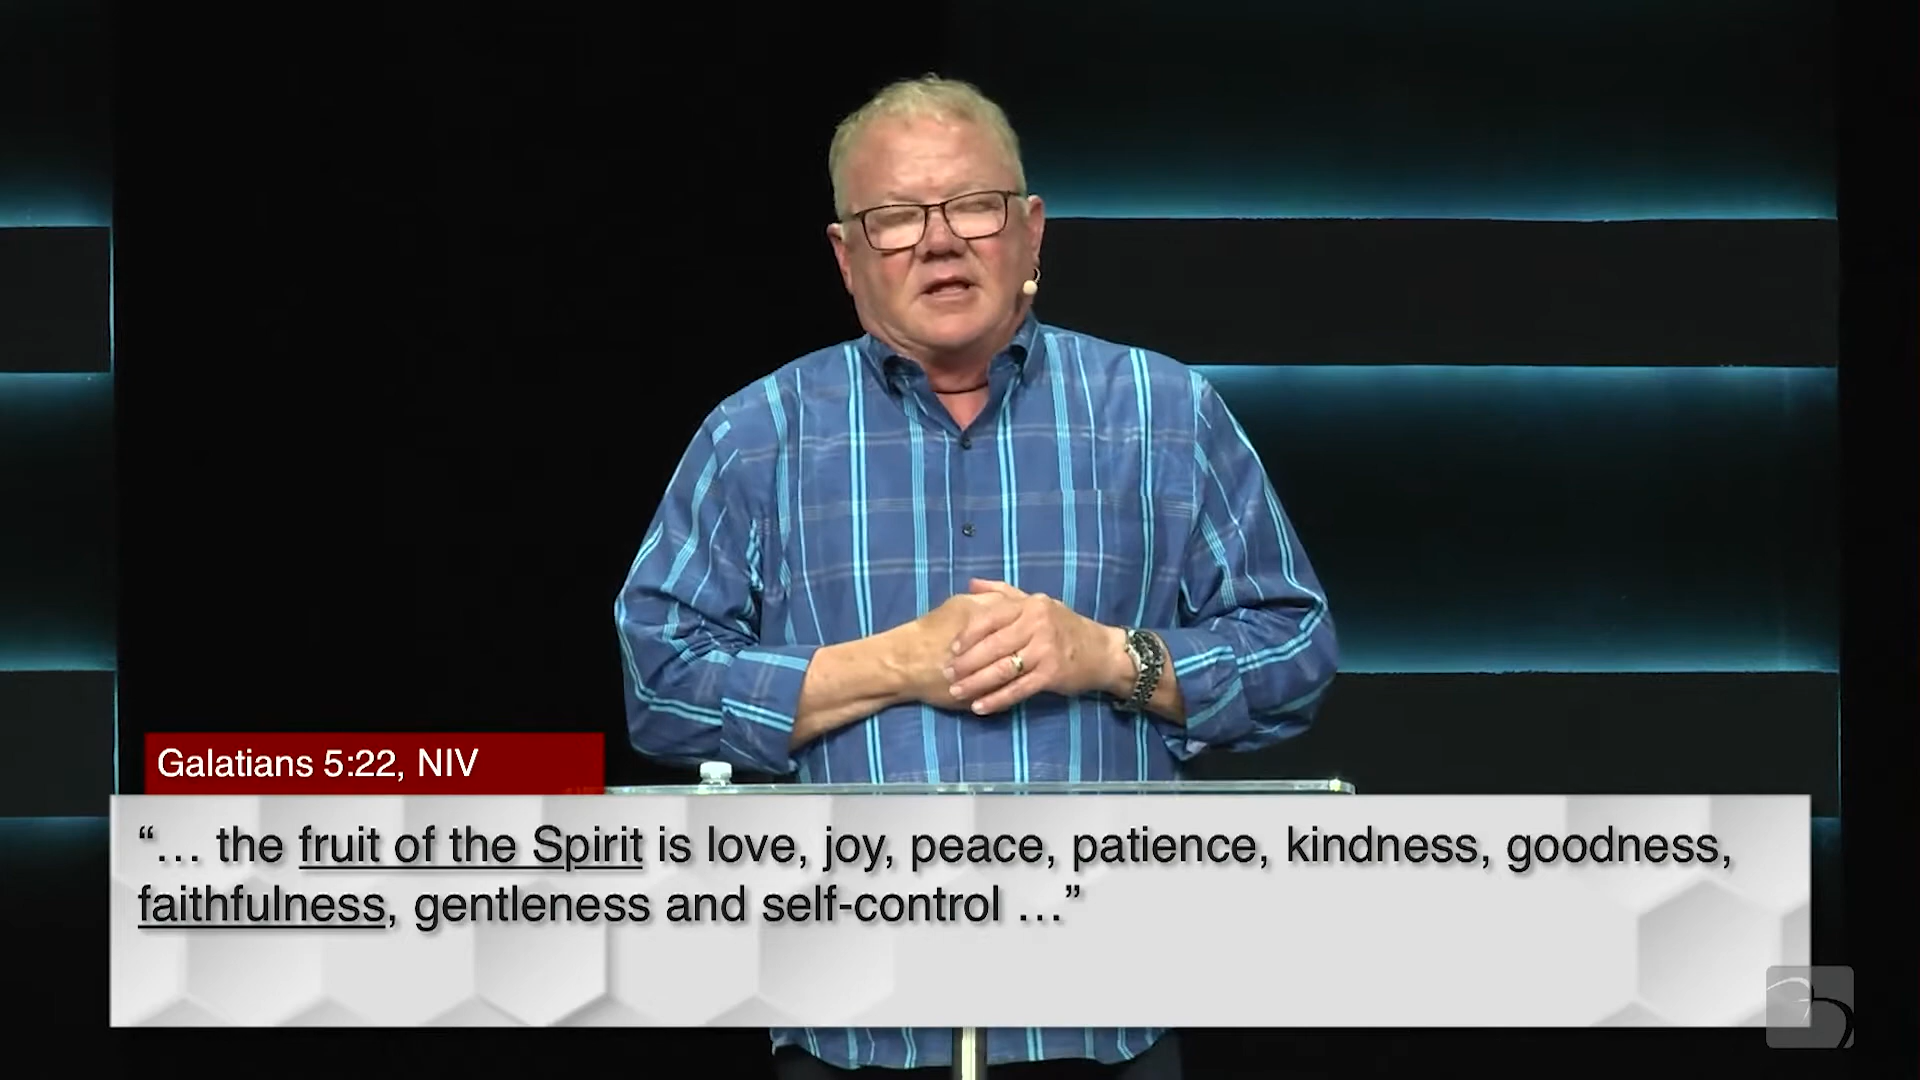 Galatians 5:22, NIV
“… the fruit of the Spirit is love, joy, peace, patience, kindness, goodness,
faithfulness, gentleness and self-control …”